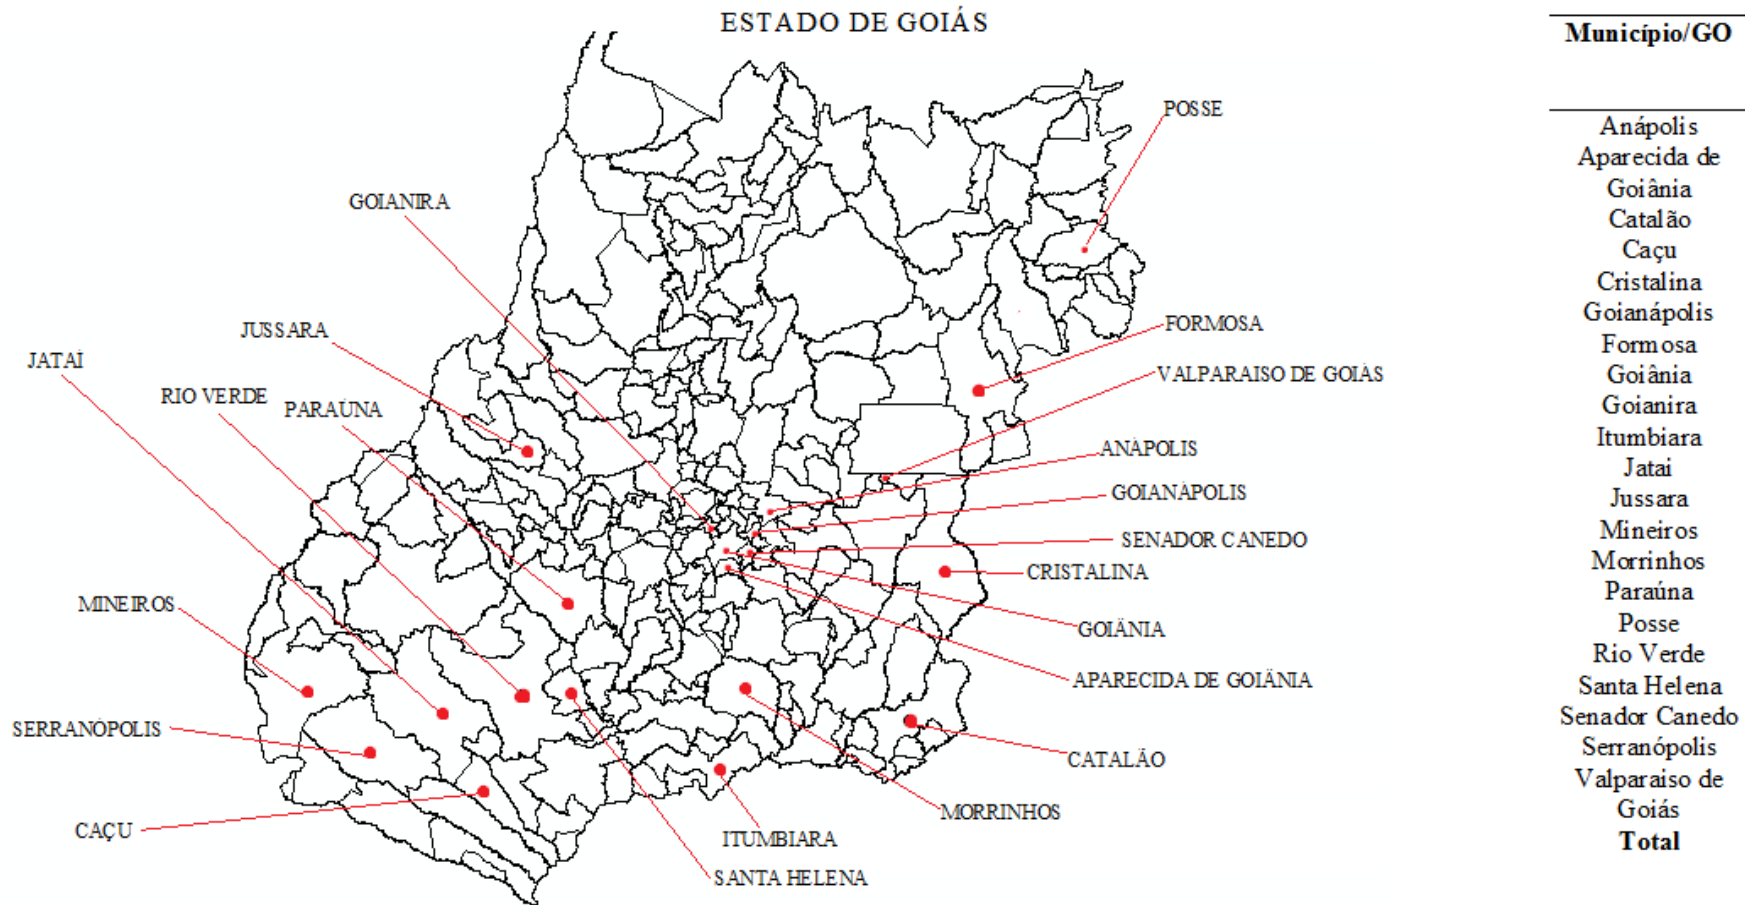 ESTADO DE GOIÁS
POSSE
GOIANIRA
FORMOSA
JUSSARA
JATAÍ
VALPARAISO DE GOIÁS
RIO VERDE
PARAÚNA
ANÁPOLIS
GOIANÁPOLIS
SENADOR CANEDO
CRISTALINA
MINEIROS
GOIÂNIA
APARECIDA DE GOIÂNIA
SERRANÓPOLIS
CATALÃO
MORRINHOS
CAÇU
ITUMBIARA
SANTA HELENA
Município/GO
Anápolis
Aparecida de
Goiânia
Catalão
Caçu
Cristalina
Goianápolis
Formosa
Goiânia
Goianira
Itumbiara
Jatai
Jussara
Mineiros
Morrinhos
Paraúna
Posse
Rio Verde
Santa Helena
Senador Canedo
Serranópolis
Valparaiso de
Goiás
Total